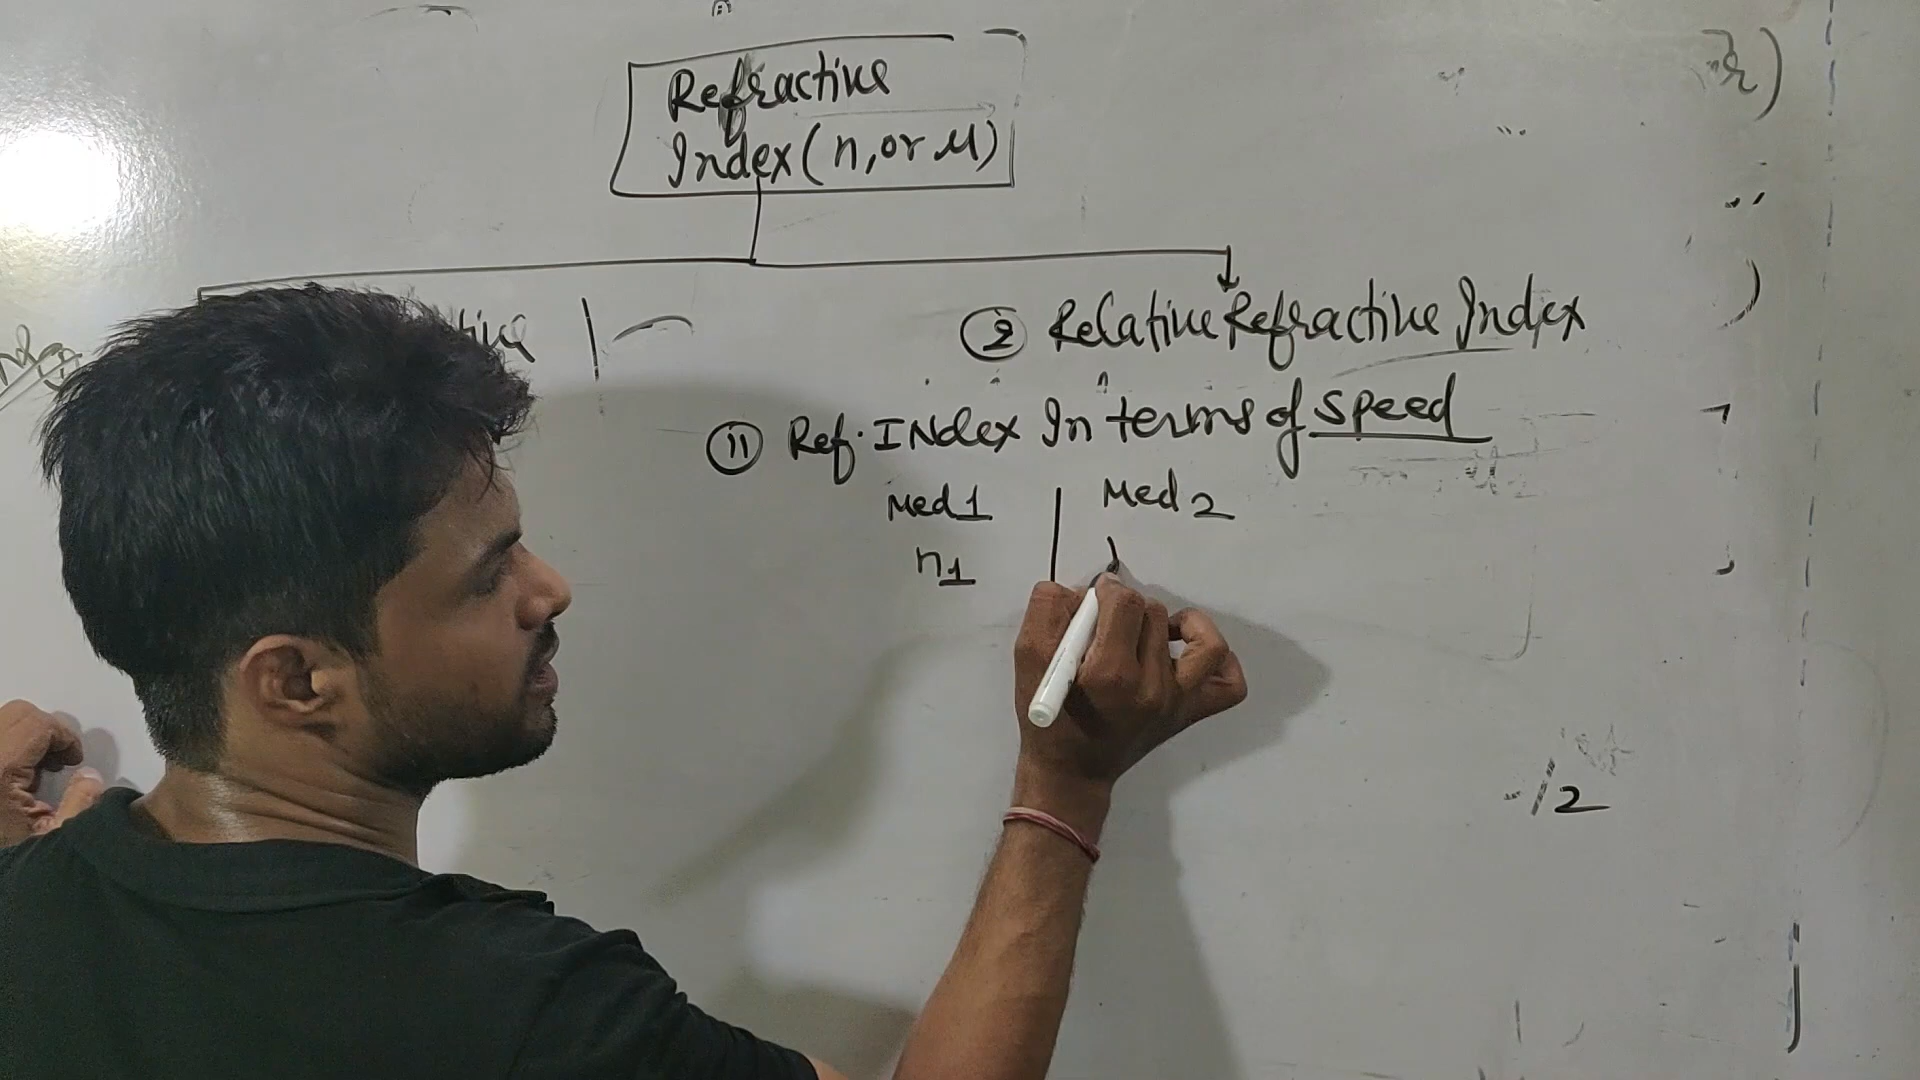 Refractive
Index (n, or μ)
② Relative Refractive Index
⑪ Ref. Index In terms of speed
Med 1 Med 2
n1
2